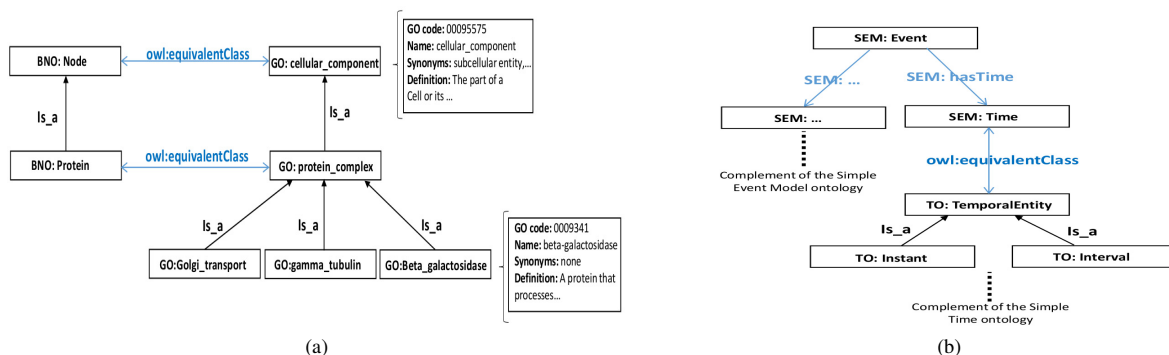 BNO: Node
owl:equivalentClass
GO: cellular_component
GO code: 00095575
Name: cellular_component
Synonyms: subcellular entity,...
Definition: The part of a
Cell or its ...
Is_a
Is_a
BNO: Protein
owl:equivalentClass
GO: protein_complex
Is_a
Is_a
Is_a
GO:Golgi_transport
GO:gamma_tubulin
GO:Beta_galactosidase
GO code: 0009341
Name: beta-galactosidase
Synonyms: none
Definition: A protein that
processes...
(a)
SEM: Event
SEM: ...
SEM: hasTime
SEM: ...
SEM: Time
Complement of the Simple
Event Model ontology
owl:equivalentClass
TO: TemporalEntity
Is_a
Is_a
TO: Instant
TO: Interval
Complement of the Simple
Time ontology
(b)